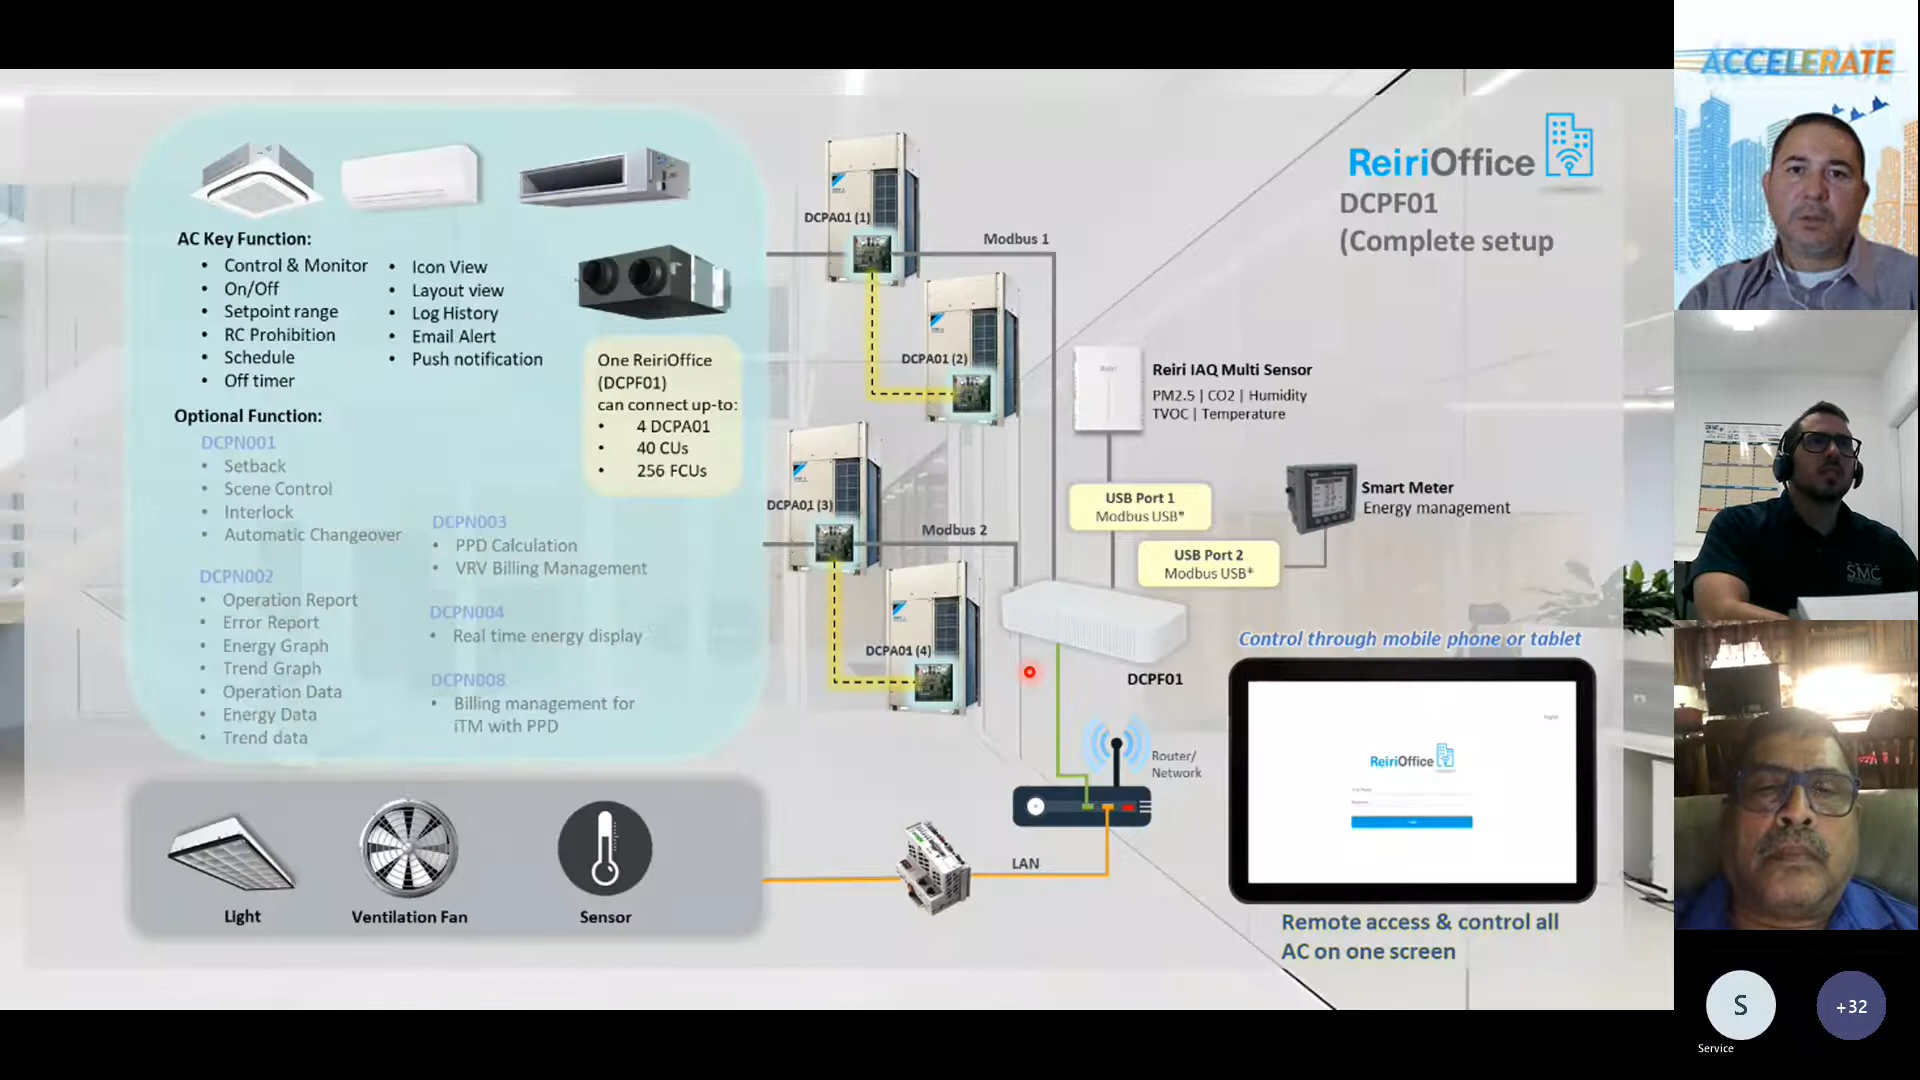 ReiriOffice
DCPF01
(Complete setup
AC Key Function:
• Control & Monitor
• On/Off
• Setpoint range
• RC Prohibition
• Schedule
• Off timer
• Icon View
• Layout view
• Log History
• Email Alert
• Push notification
One ReiriOffice
(DCPF01)
can connect up-to:
• 4 DCPA01
• 40 CUs
• 256 FCUs
Optional Function:
DCPN001
• Setback
• Scene Control
• Interlock
• Automatic Changeover
DCPN002
• Operation Report
• Error Report
• Energy Graph
• Trend Graph
• Operation Data
• Energy Data
• Trend data
DCPN003
• PPD Calculation
• VRV Billing Management
DCPN004
• Real time energy display
DCPN008
• Billing management for
iTM with PPD
DCPA01 (1)
Modbus 1
DCPA01 (2)
DCPA01 (3)
Modbus 2
DCPA01 (4)
Reiri
Reiri IAQ Multi Sensor
PM2.5 | CO2 | Humidity
TVOC | Temperature
USB Port 1
Modbus USB*
Smart Meter
Energy management
USB Port 2
Modbus USB*
DCPF01
Router/
Network
LAN
Control through mobile phone or tablet
ReiriOffice
Remote access & control all
AC on one screen
Light
Ventilation Fan
Sensor
ACCELERATE
SMC
S
Service
+32